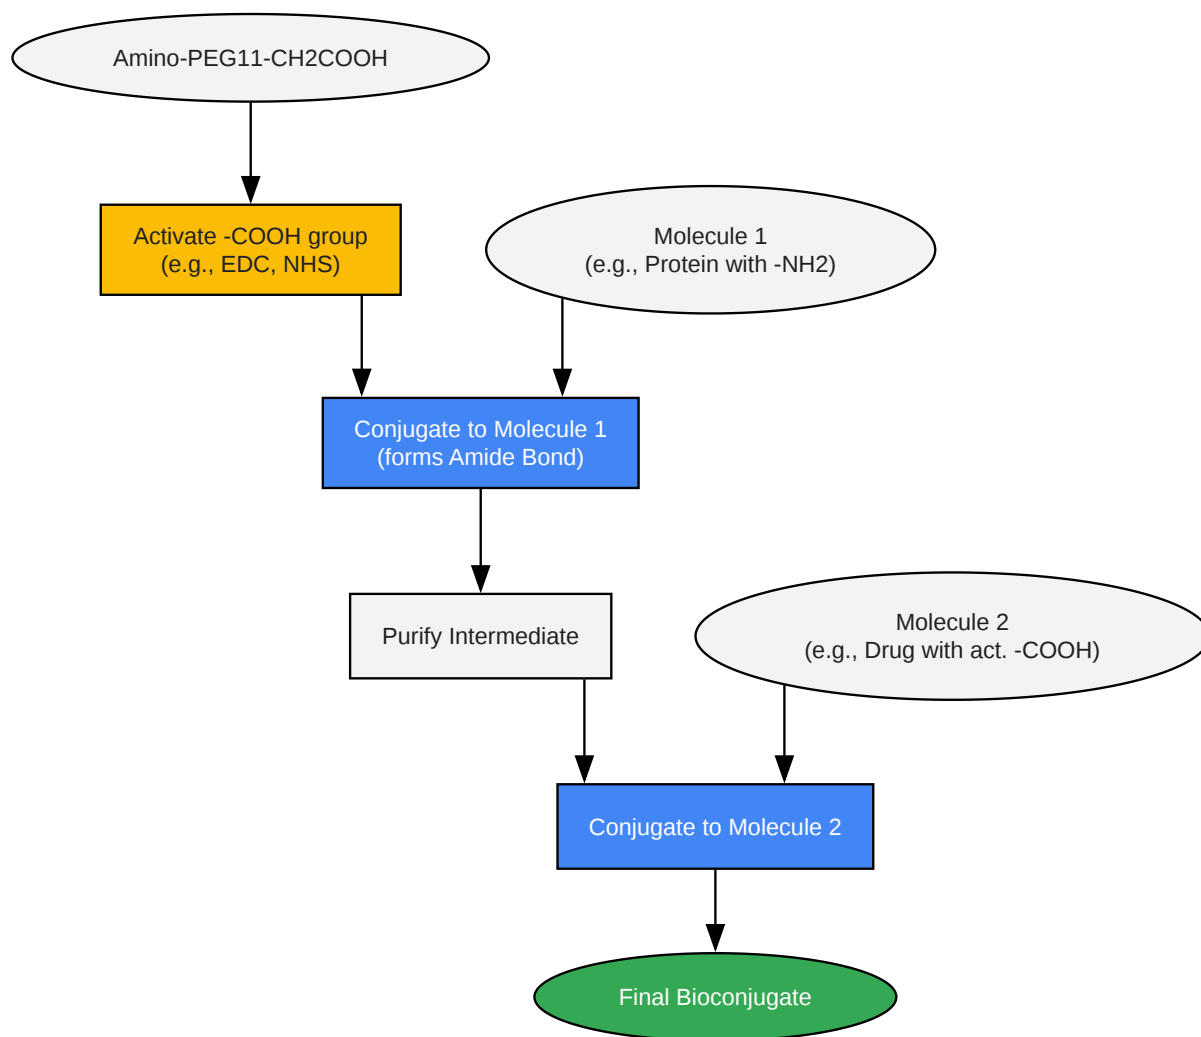 Amino-PEG11-CH2COOH
Activate -COOH group
(e.g., EDC, NHS)
Molecule 1
(e.g., Protein with -NH2)
Conjugate to Molecule 1
(forms Amide Bond)
Purify Intermediate
Molecule 2
(e.g., Drug with act. -COOH)
Conjugate to Molecule 2
Final Bioconjugate